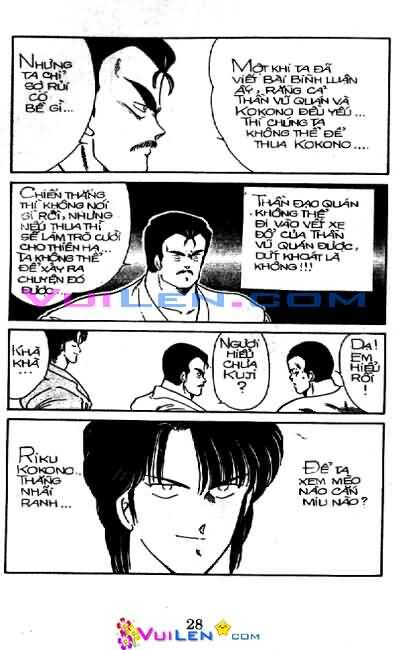 NHƯNG
TA CHỈ
SỢ RỦI
CÓ
BỀ GÌ...
MỘT KHI TA ĐÃ
VIẾT BÀI BÌNH LUẬN
ẤY, RẰNG CẢ
THẦN VŨ QUÁN VÀ
KOKONO ĐỀU YẾU...
THÌ CHÚNG TA
KHÔNG THỂ ĐỂ
THUA KOKONO....
CHIẾN THẮNG
THÌ KHÔNG NÓI
GÌ RỒI, NHƯNG
NẾU THUA THÌ
SẼ LÀM TRÒ CƯỜI
CHO THIÊN HẠ...
TA KHÔNG THỂ
ĐỂ XẢY RA
CHUYỆN ĐÓ
ĐƯỢC...
THẦN ĐẠO QUÁN
KHÔNG THỂ
ĐI VÀO VẾT XE
ĐỔ CỦA THẦN
VŨ QUÁN ĐƯỢC,
DỨT KHOÁT LÀ
KHÔNG!!!
VUILEN.COM
KHÀ
KHÀ...
NGƯƠI
HIỂU
CHƯA
KUJI
?
DẠ!
EM
HIỂU
RỒI!
RIKU
KOKONO...
THẰNG
NHÃI
RANH...
ĐỂ TA
XEM MÈO
NÀO CẮN
MỈU NÀO?
28
VUILEN.COM